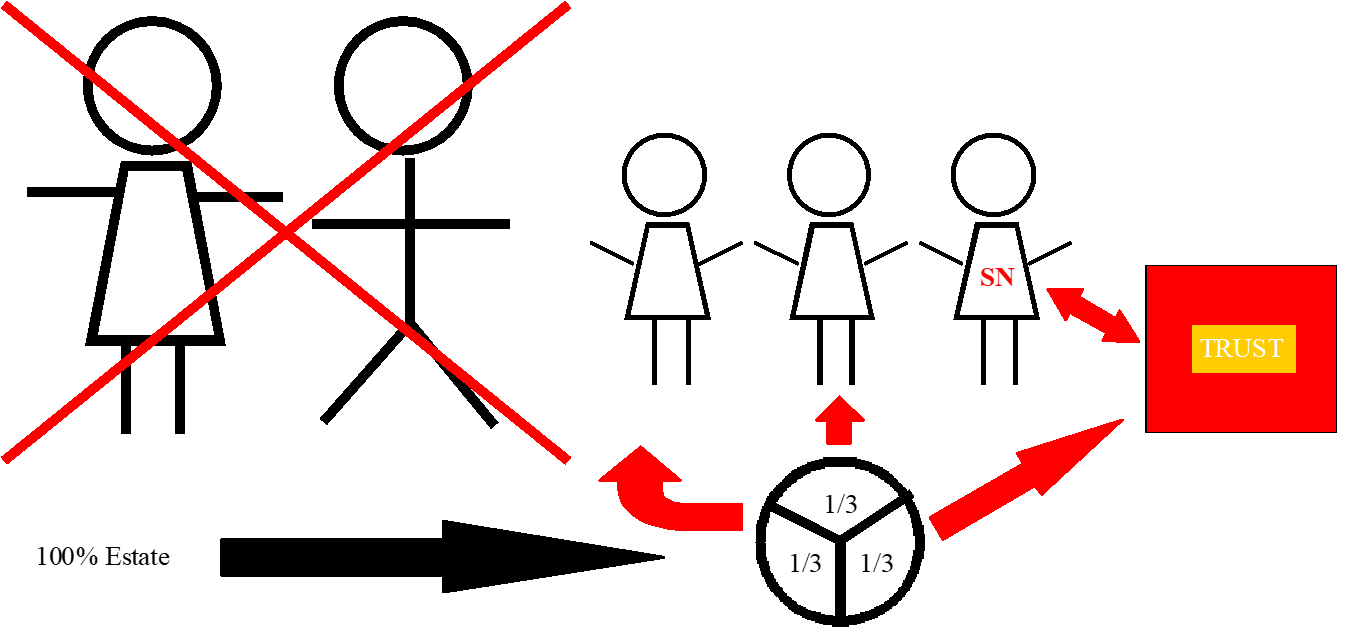 SN
TRUST
1/3
1/3 1/3
100% Estate